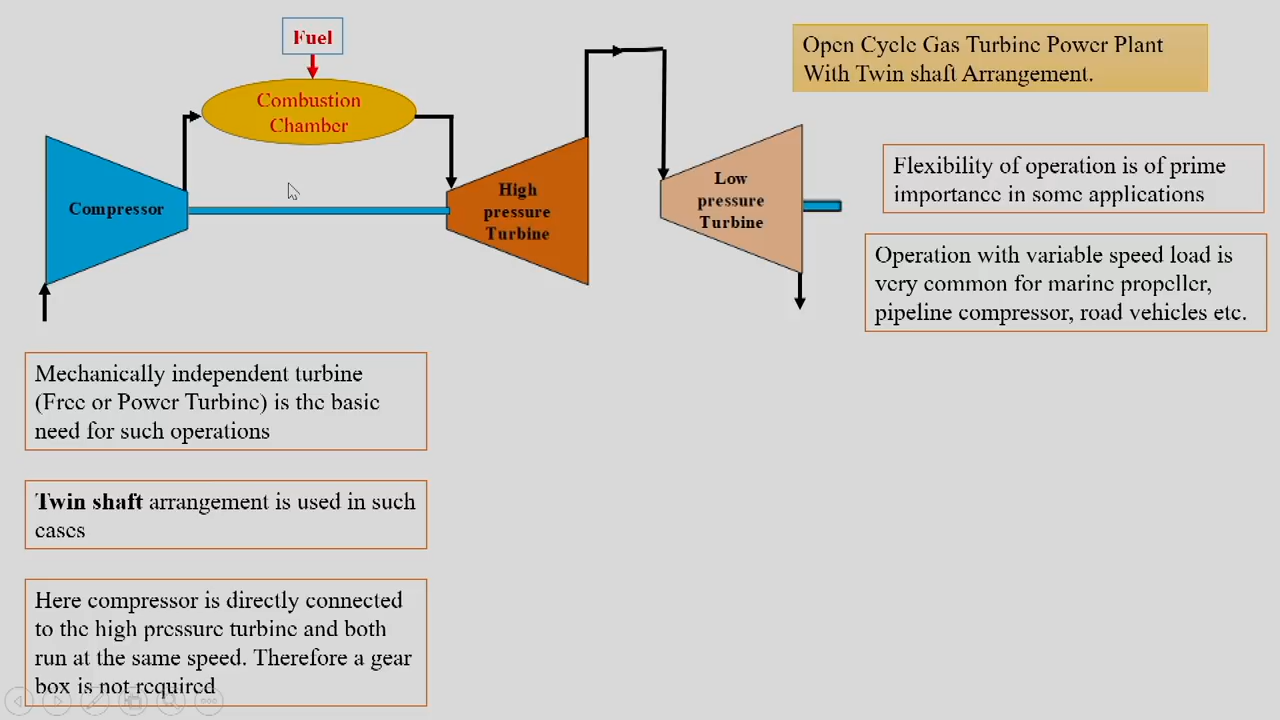 Fuel
Combustion
Chamber
Compressor
High
pressure
Turbine
Low
pressure
Turbine
Open Cycle Gas Turbine Power Plant
With Twin shaft Arrangement.
Flexibility of operation is of prime
importance in some applications
Operation with variable speed load is
very common for marine propeller,
pipeline compressor, road vehicles etc.
Mechanically independent turbine
(Free or Power Turbine) is the basic
need for such operations
Twin shaft arrangement is used in such
cases
Here compressor is directly connected
to the high pressure turbine and both
run at the same speed. Therefore a gear
box is not required